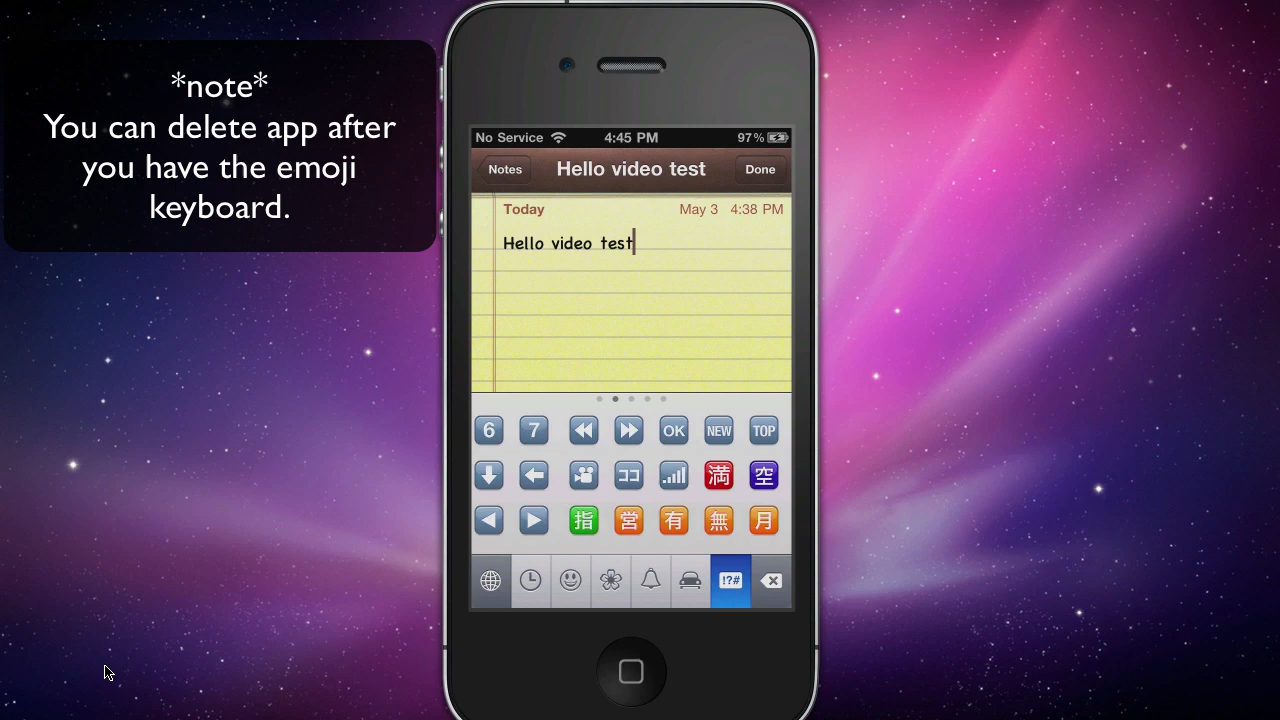 *note*
You can delete app after
you have the emoji
keyboard.
No Service 4:45 PM 97%
Notes Hello video test Done
Today May 3 4:38 PM
Hello video test
6 7 OK NEW TOP
ココ 満 空
指 営 有 無 月
!?#